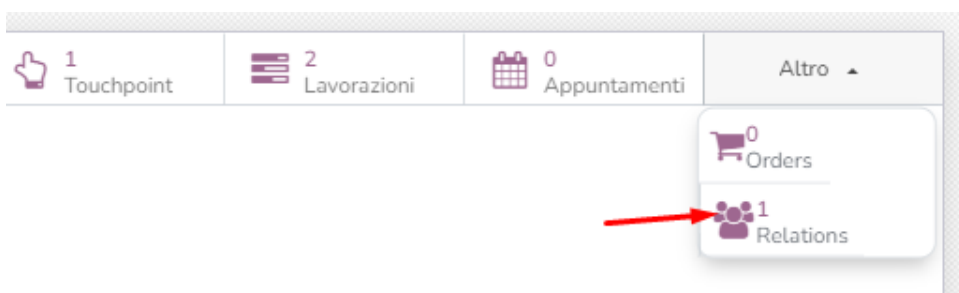 1
Touchpoint
2
Lavorazioni
0
Appuntamenti
Altro
0
Orders
1
Relations